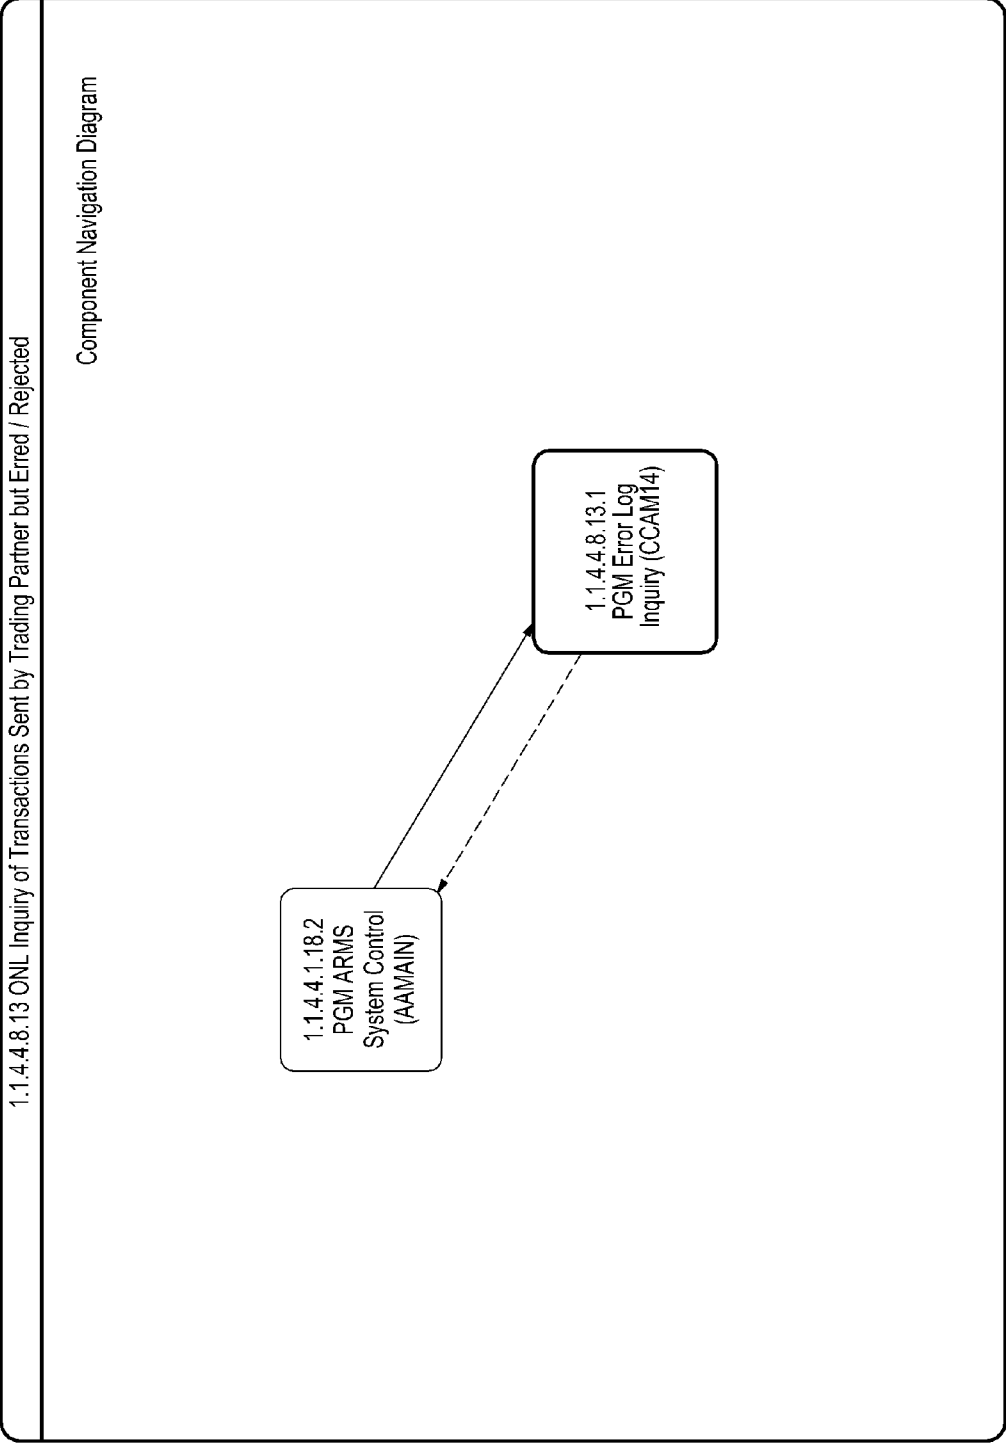 1.1.4.4.8.13 ONL Inquiry of Transactions Sent by Trading Partner but Erred / Rejected
Component Navigation Diagram
1.1.4.4.1.18.2
PGM ARMS
System Control
(AAMAIN)
1.1.4.4.8.13.1
PGM Error Log
Inquiry (CCAM14)